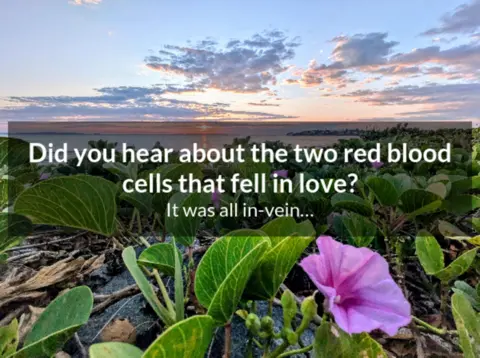 Did you hear about the two red blood
cells that fell in love?
It was all in-vein...